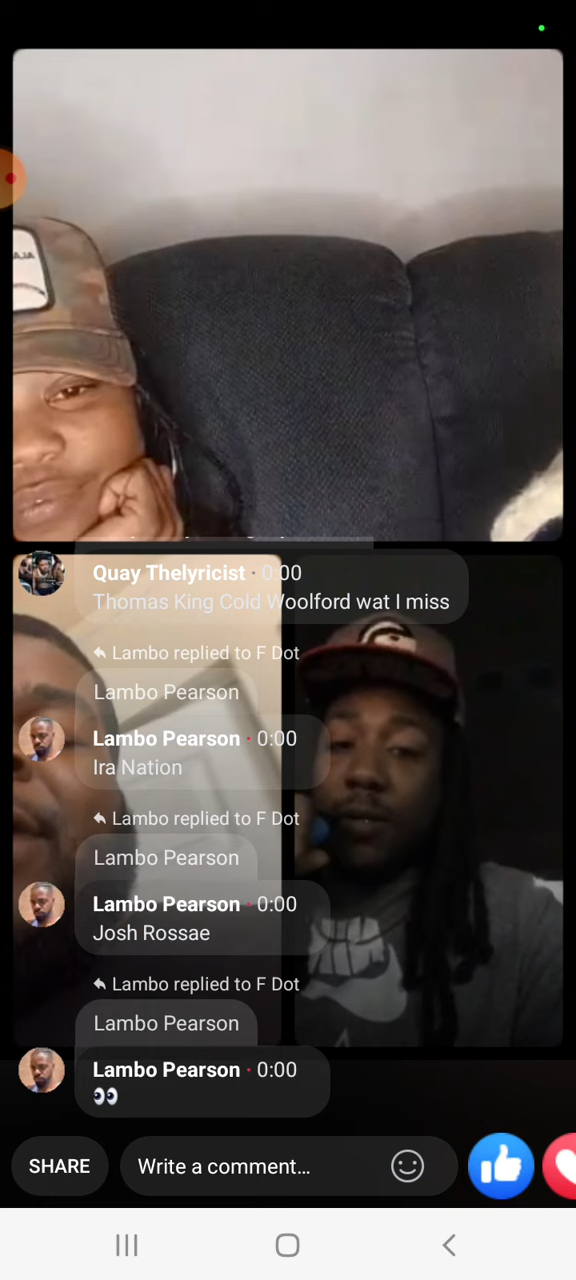 Quay Thelyricist · 0:00
Thomas King Cold Woolford wat I miss
Lambo replied to F Dot
Lambo Pearson
Lambo Pearson · 0:00
Ira Nation
Lambo replied to F Dot
Lambo Pearson
Lambo Pearson · 0:00
Josh Rossae
Lambo replied to F Dot
Lambo Pearson
Lambo Pearson · 0:00
👀
SHARE
Write a comment...